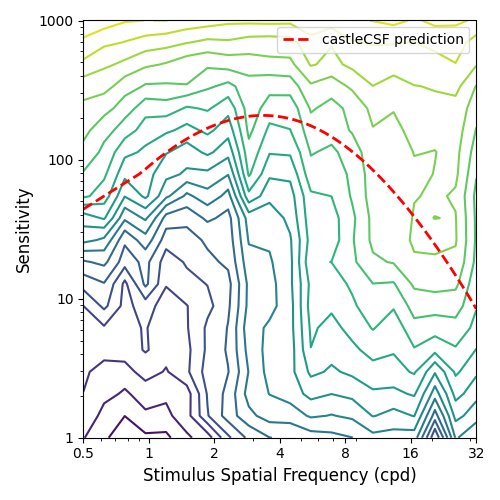 castleCSF prediction
Sensitivity
1000
100
10
1
0.5 1 2 4 8 16 32
Stimulus Spatial Frequency (cpd)